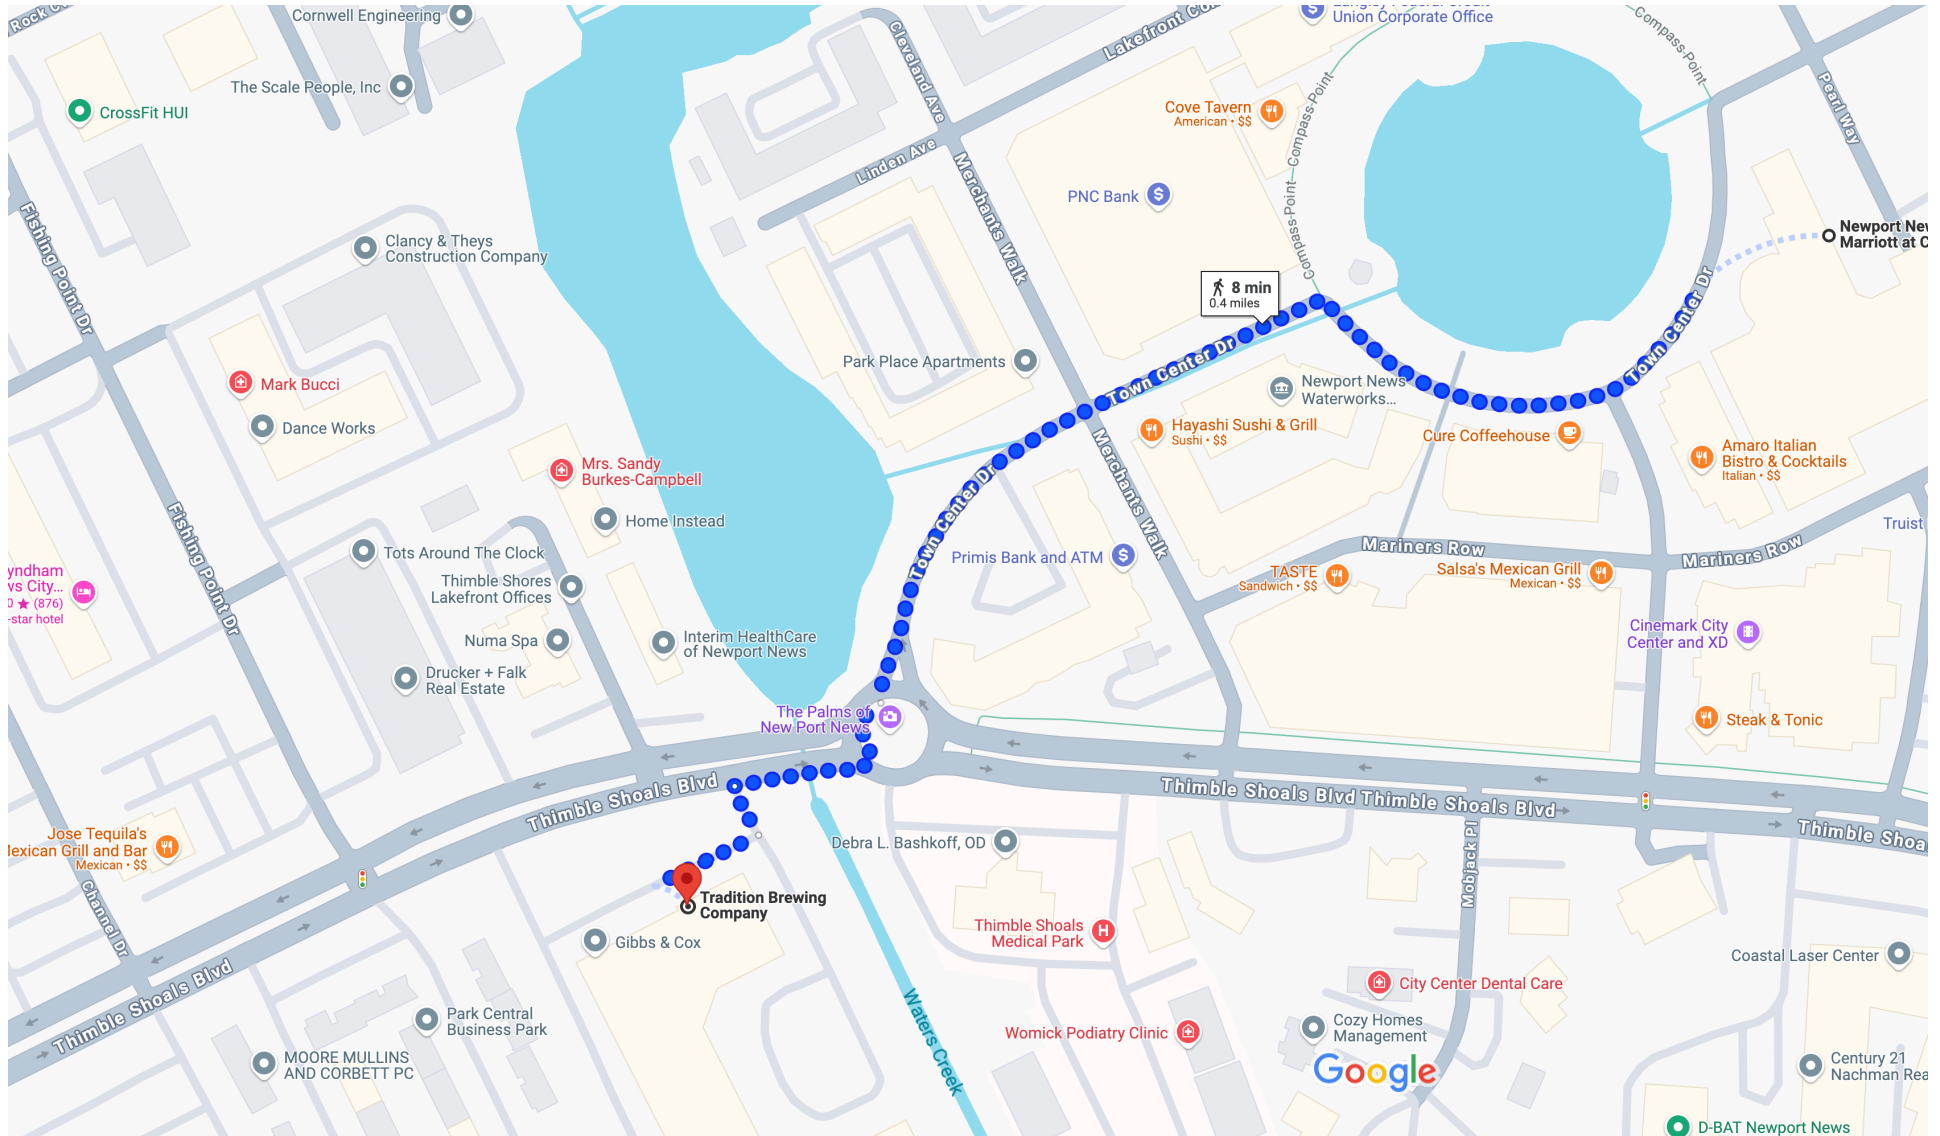 Rock C
Cornwell Engineering
The Scale People, Inc
CrossFit HUI
Cleveland Ave
Lakefront Co
Union Corporate Office
Compass-Point
Compass-Point
Compass-Point
Compass-Point
Pearl Way
Cove Tavern
American • $$
Linden Ave
Merchants Walk
PNC Bank
Fishing Point Dr
Clancy & Theys
Construction Company
Newport New
Marriott at C
8 min
0.4 miles
Town Center Dr
Park Place Apartments
Town Center Dr
Mark Bucci
Dance Works
Newport News
Waterworks...
Hayashi Sushi & Grill
Sushi • $$
Cure Coffeehouse
Amaro Italian
Bistro & Cocktails
Italian • $$
Mrs. Sandy
Burkes-Campbell
Home Instead
Merchants Walk
Town Center Dr
Fishing Point Dr
Truist
Tots Around The Clock
Thimble Shores
Lakefront Offices
Primis Bank and ATM
Mariners Row
Mariners Row
yndham
ws City...
0 ★ (876)
-star hotel
TASTE
Sandwich • $$
Salsa's Mexican Grill
Mexican • $$
Numa Spa
Interim HealthCare
of Newport News
Cinemark City
Center and XD
Drucker + Falk
Real Estate
The Palms of
New Port News
Steak & Tonic
Thimble Shoals Blvd
Thimble Shoals Blvd
Thimble Shoals Blvd
Thimble Shoa
Jose Tequila's
Mexican Grill and Bar
Mexican • $$
Debra L. Bashkoff, OD
Mobjack Pl
Channel Dr
Tradition Brewing
Company
Gibbs & Cox
Thimble Shoals
Medical Park
Coastal Laser Center
City Center Dental Care
Thimble Shoals Blvd
Park Central
Business Park
Waters Creek
Womick Podiatry Clinic
Cozy Homes
Management
MOORE MULLINS
AND CORBETT PC
Google
Century 21
Nachman Rea
D-BAT Newport News